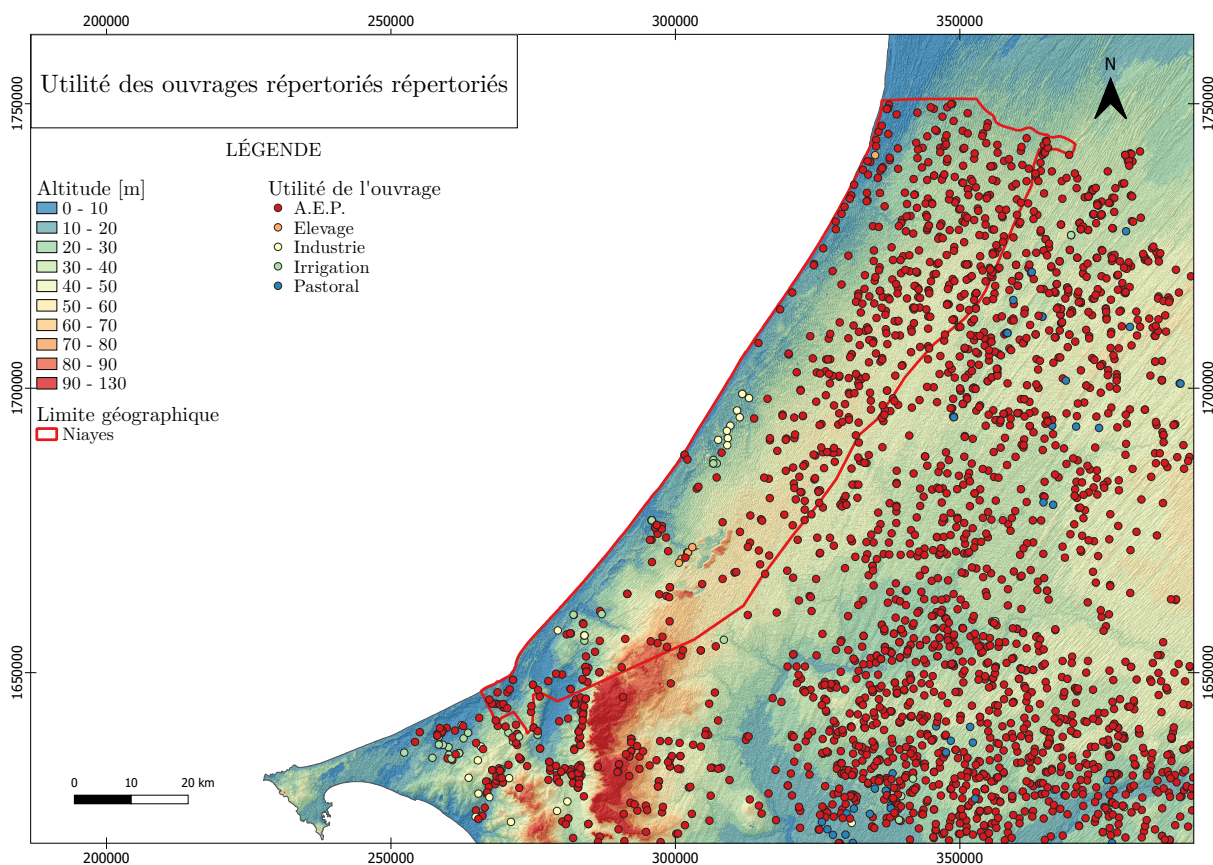 200000 250000 300000 350000
Utilité des ouvrages répertoriés répertoriés
N
1750000 1750000
LÉGENDE
Altitude [m]
0 - 10
10 - 20
20 - 30
30 - 40
40 - 50
50 - 60
60 - 70
70 - 80
80 - 90
90 - 130
Utilité de l'ouvrage
A.E.P.
Elevage
Industrie
Irrigation
Pastoral
Limite géographique
Niayes
1700000 1700000
1650000 1650000
0 10 20 km
200000 250000 300000 350000